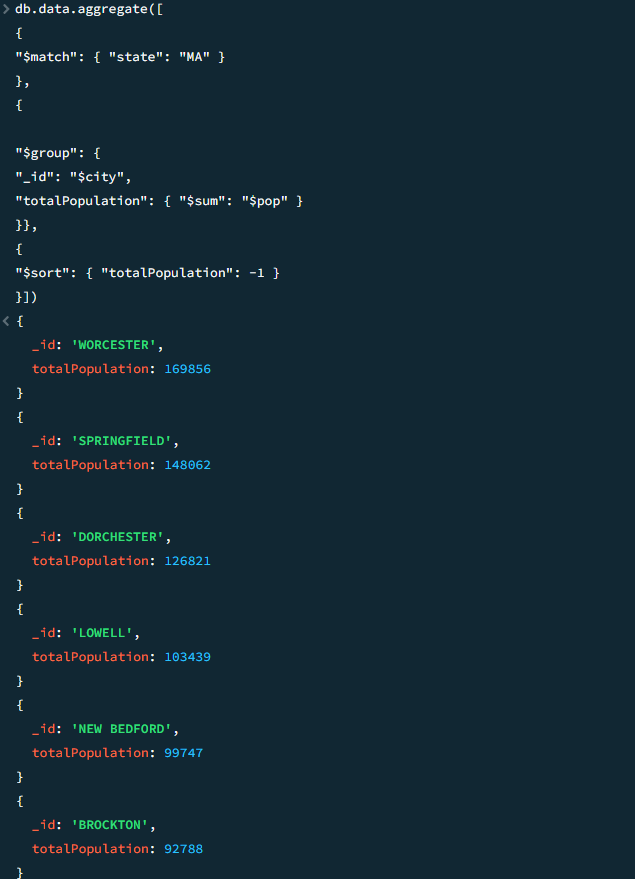 > db.data.aggregate([
{
"$match": { "state": "MA" }
},
{
"$group": {
"_id": "$city",
"totalPopulation": { "$sum": "$pop" }
}},
{
"$sort": { "totalPopulation": -1 }
}])
< {
_id: 'WORCESTER',
totalPopulation: 169856
}
{
_id: 'SPRINGFIELD',
totalPopulation: 148062
}
{
_id: 'DORCHESTER',
totalPopulation: 126821
}
{
_id: 'LOWELL',
totalPopulation: 103439
}
{
_id: 'NEW BEDFORD',
totalPopulation: 99747
}
{
_id: 'BROCKTON',
totalPopulation: 92788
}